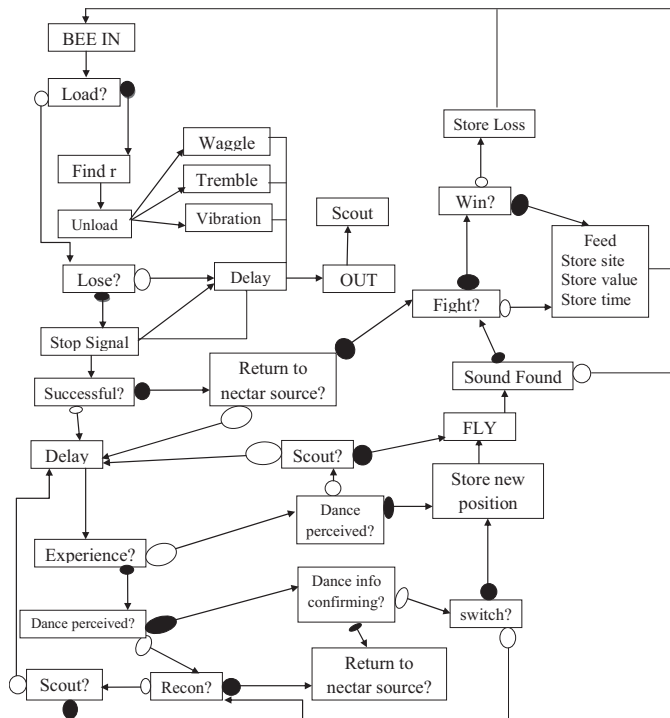 BEE IN
Load?
Store Loss
Waggle
Find r
Tremble
Win?
Unload
Vibration
Scout
Feed
Store site
Store value
Store time
Lose?
Delay
OUT
Fight?
Stop Signal
Return to
nectar source?
Sound Found
Successful?
FLY
Delay
Scout?
Store new
position
Dance
perceived?
Experience?
Dance info
confirming?
switch?
Dance perceived?
Return to
nectar source?
Scout?
Recon?